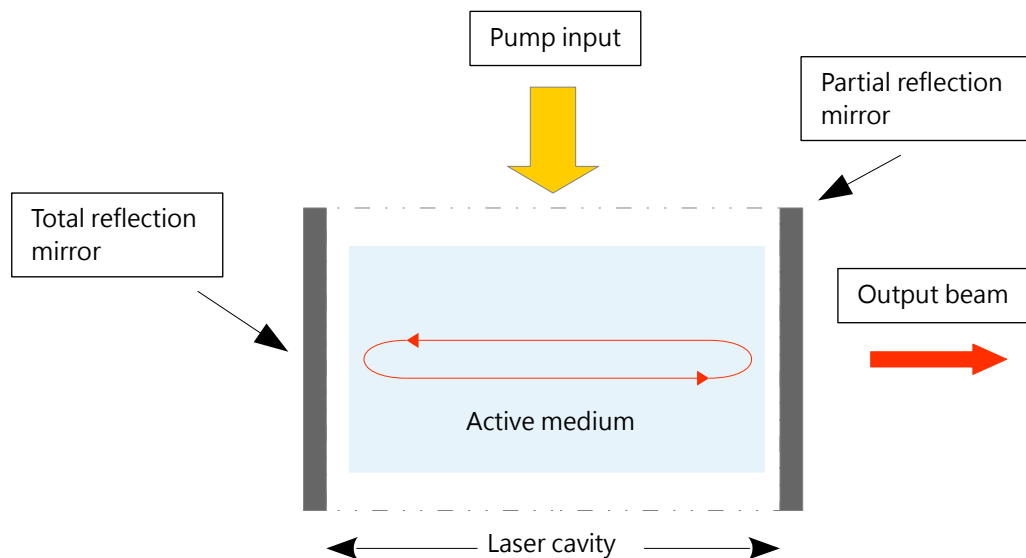 Pump input
Partial reflection
mirror
Total reflection
mirror
Output beam
Active medium
Laser cavity